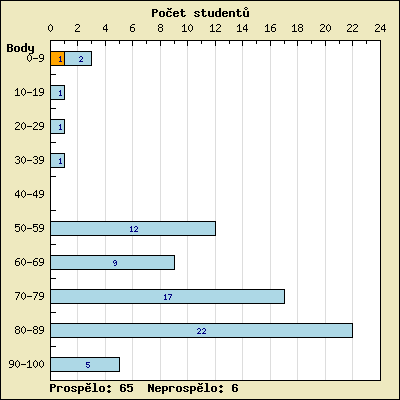 Počet studentů
0 2 4 6 8 10 12 14 16 18 20 22 24
Body
0-9 1 2
10-19 1
20-29 1
30-39 1
40-49
50-59 12
60-69 9
70-79 17
80-89 22
90-100 5
Prospělo: 65 Neprospělo: 6